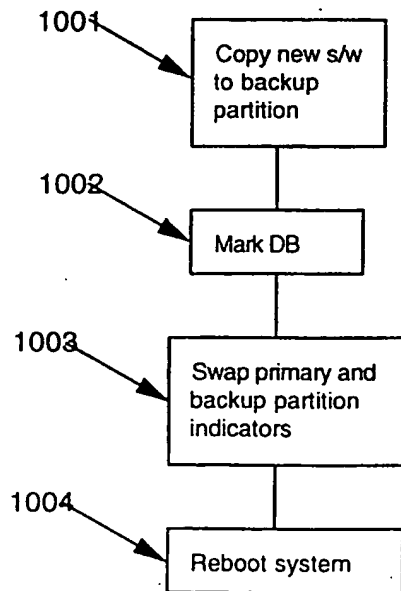 1001
Copy new s/w
to backup
partition
1002
Mark DB
1003
Swap primary and
backup partition
indicators
1004
Reboot system